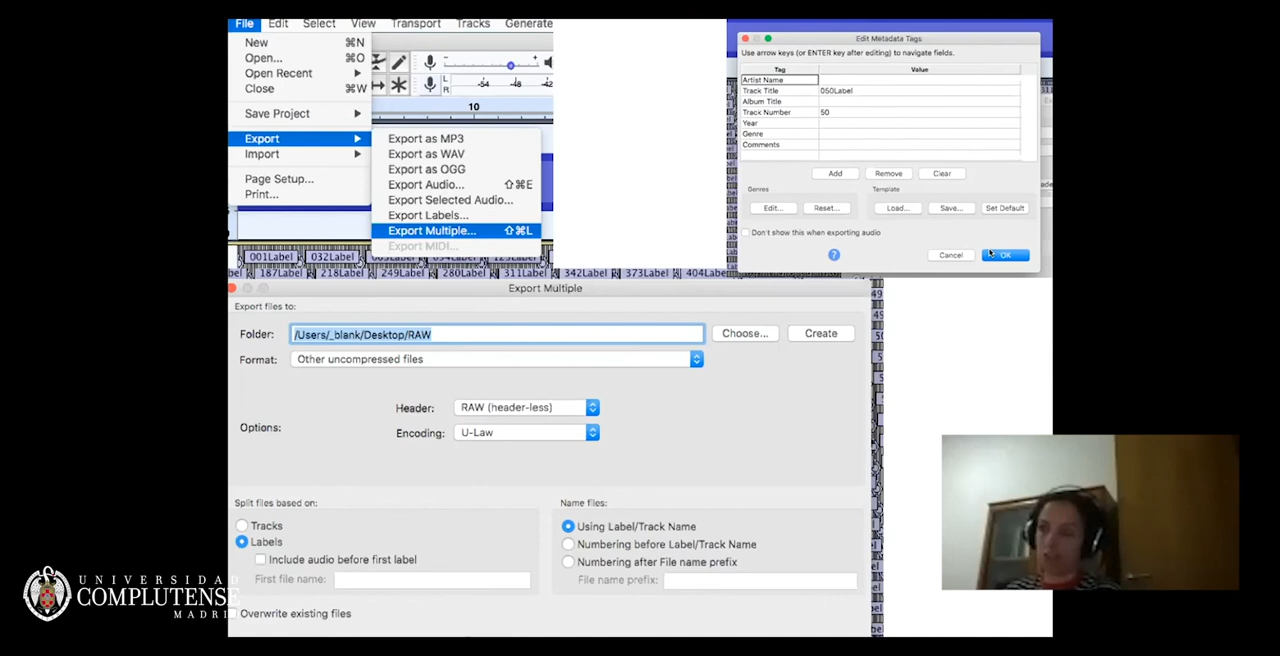 File Edit Select View Transport Tracks Generate
New ⌘N
Open... ⌘O
Open Recent ▶
Close ⌘W
Save Project ▶
Export ▶
Import ▶
Page Setup...
Print...
L
R
-54 -48 -42
10
Export as MP3
Export as WAV
Export as OGG
Export Audio... ⇧⌘E
Export Selected Audio...
Export Labels...
Export Multiple... ⇧⌘L
Export MIDI...
001Label 032Label
bel 187Label 218Label 249Label 280Label 311Label 342Label 373Label 404Label
Edit Metadata Tags
Use arrow keys (or ENTER key after editing) to navigate fields.
Tag Value
Artist Name
Track Title 050Label
Album Title
Track Number 50
Year
Genre
Comments
Add Remove Clear
Genres Template
Edit... Reset... Load... Save... Set Default
Don't show this when exporting audio
? Cancel OK
Export Multiple
Export files to:
Folder: /Users/_blank/Desktop/RAW Choose... Create
Format: Other uncompressed files
Header: RAW (header-less)
Options:
Encoding: U-Law
Split files based on: Name files:
Tracks Using Label/Track Name
Labels Numbering before Label/Track Name
Include audio before first label Numbering after File name prefix
First file name: File name prefix:
Overwrite existing files
UNIVERSIDAD
COMPLUTENSE
MADRID